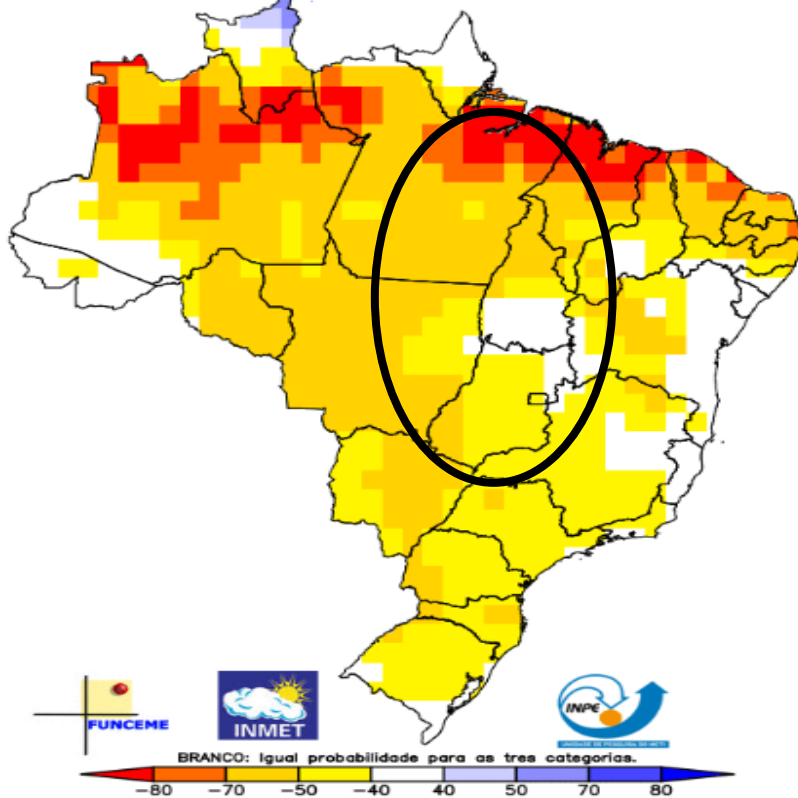 FUNCEME
INMET
INPE
BRANCO: Igual probabilidade para as tres categorias.
-80 -70 -50 -40 40 50 70 80